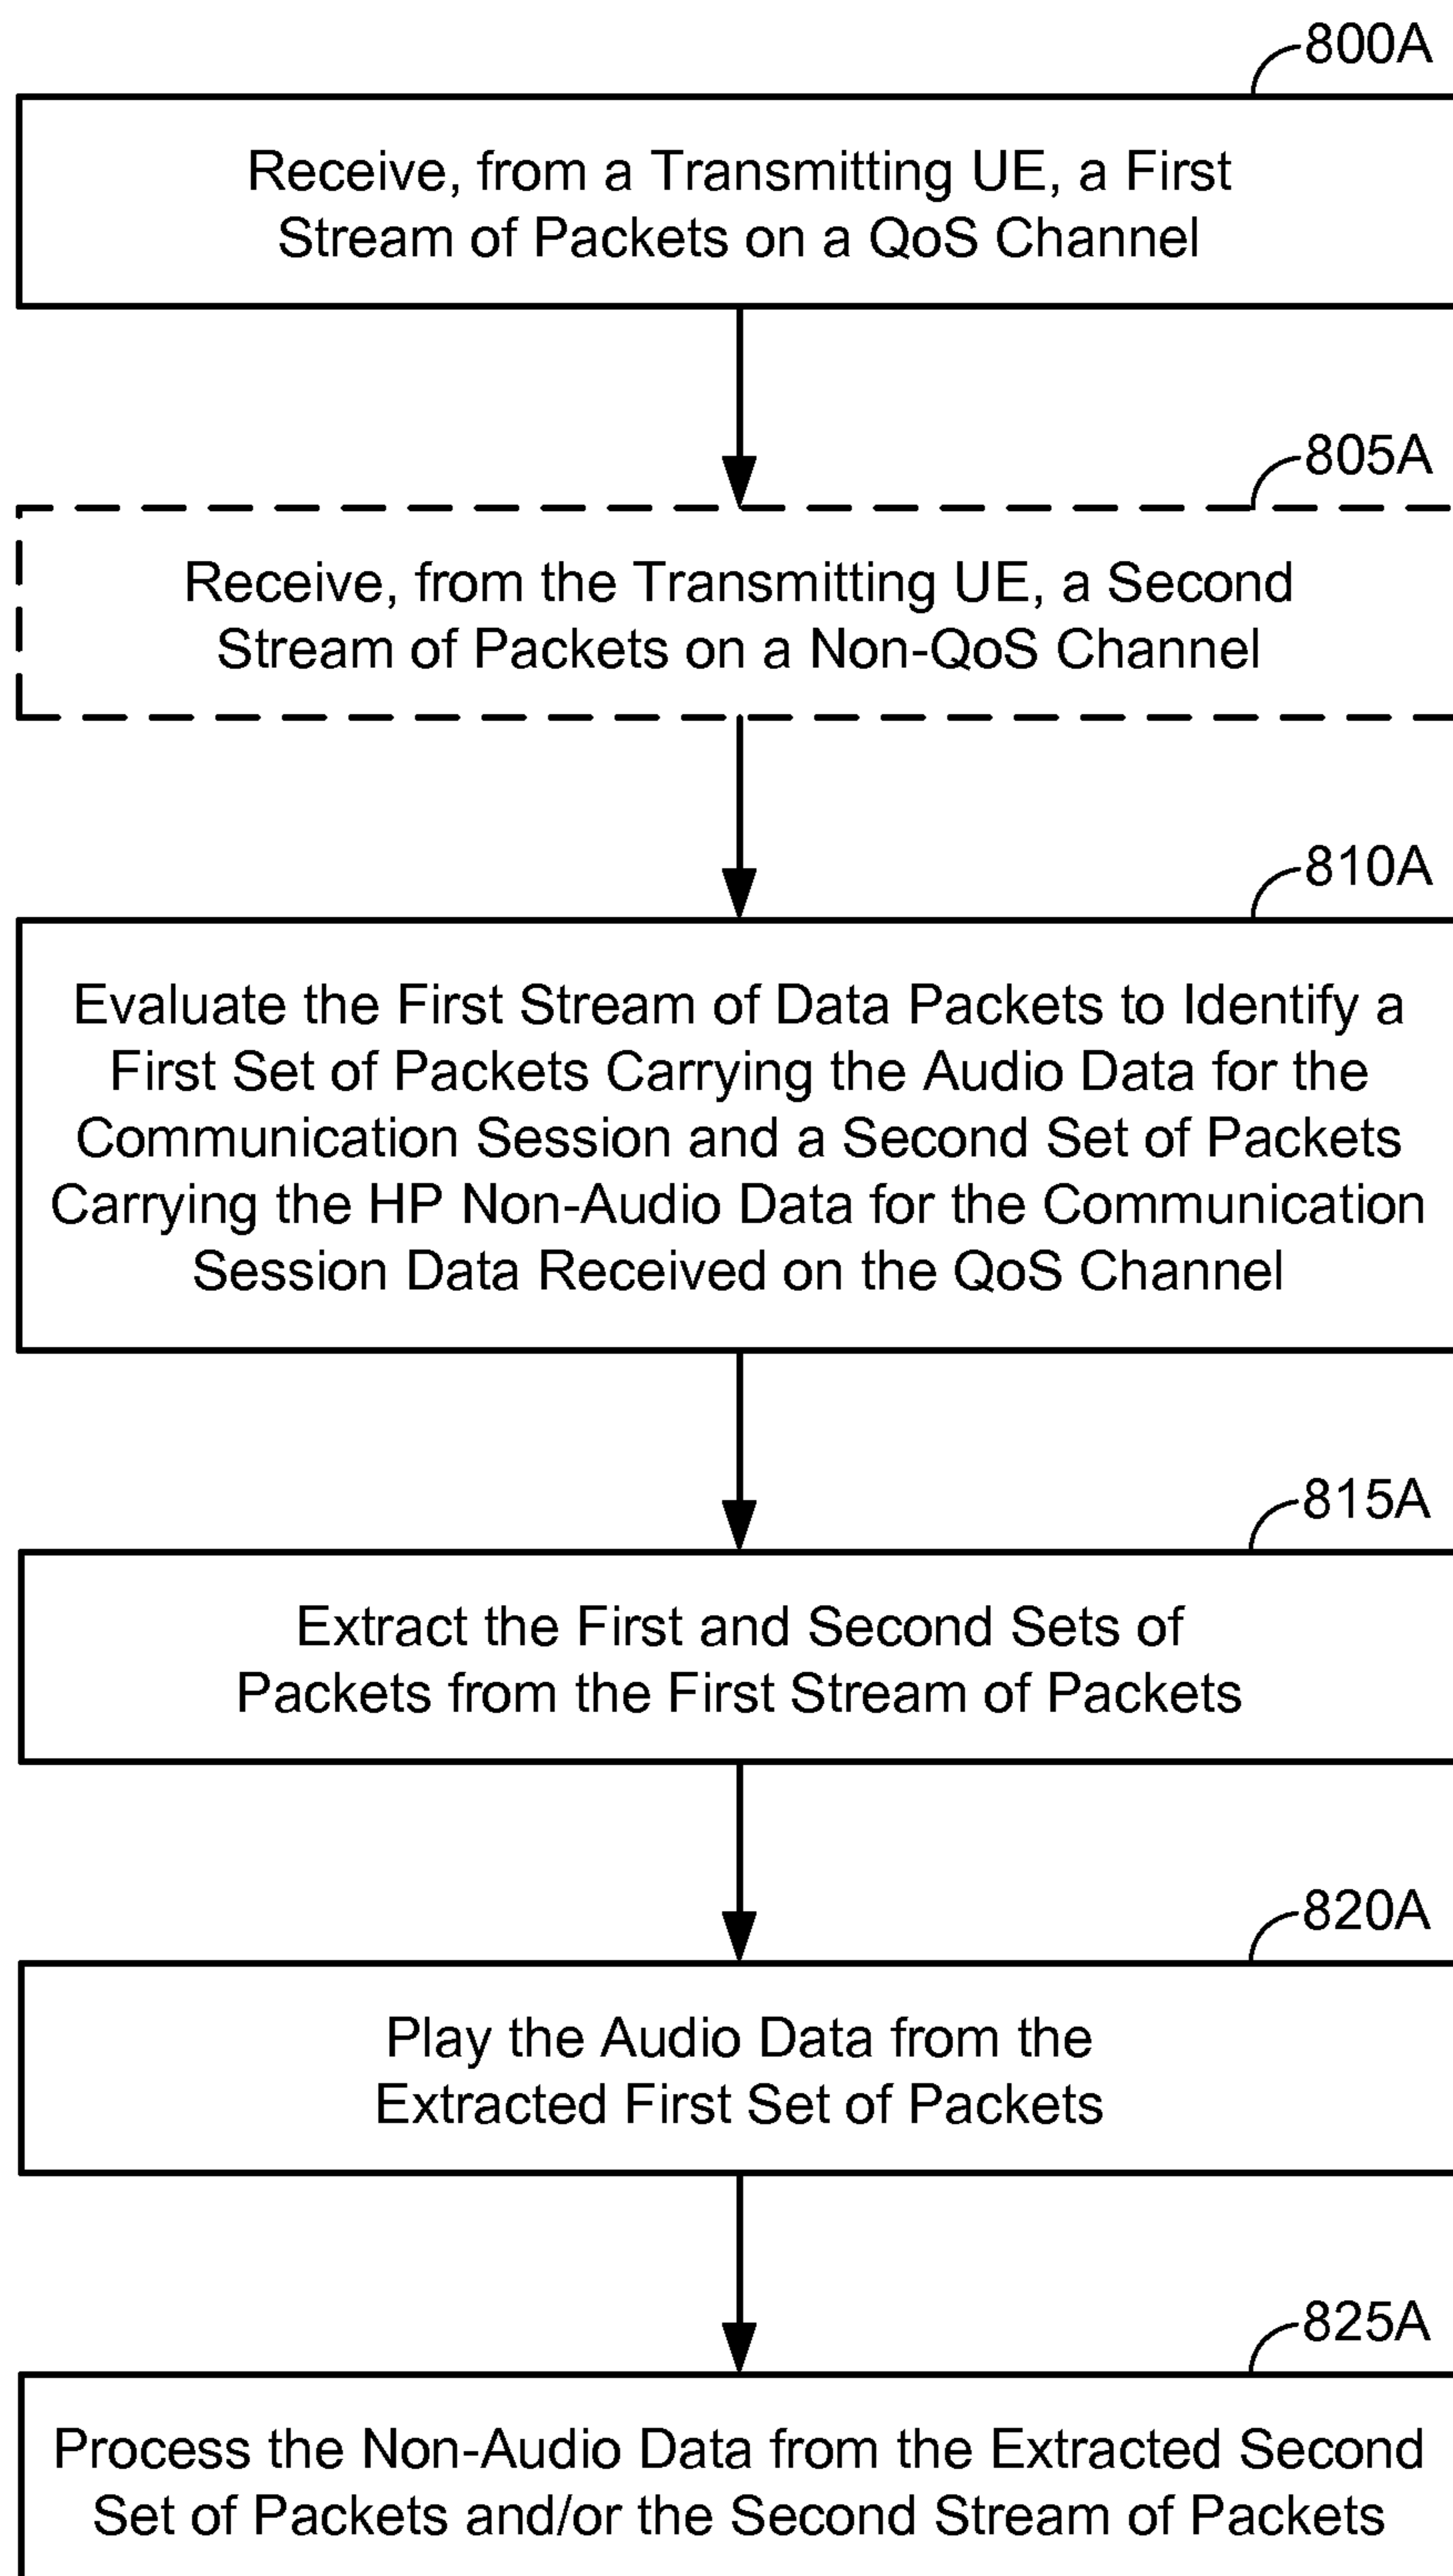 800A
Receive, from a Transmitting UE, a First
Stream of Packets on a QoS Channel
805A
Receive, from the Transmitting UE, a Second
Stream of Packets on a Non-QoS Channel
810A
Evaluate the First Stream of Data Packets to Identify a
First Set of Packets Carrying the Audio Data for the
Communication Session and a Second Set of Packets
Carrying the HP Non-Audio Data for the Communication
Session Data Received on the QoS Channel
815A
Extract the First and Second Sets of
Packets from the First Stream of Packets
820A
Play the Audio Data from the
Extracted First Set of Packets
825A
Process the Non-Audio Data from the Extracted Second
Set of Packets and/or the Second Stream of Packets